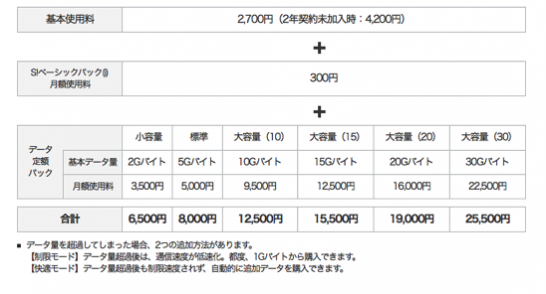 基本使用料 2,700円（2年契約未加入時：4,200円）
+
SIベーシックパック(i)
月額使用料 300円
+
小容量 標準 大容量（10） 大容量（15） 大容量（20） 大容量（30）
データ
定額
パック
基本データ量 2Gバイト 5Gバイト 10Gバイト 15Gバイト 20Gバイト 30Gバイト
月額使用料 3,500円 5,000円 9,500円 12,500円 16,000円 22,500円
合計 6,500円 8,000円 12,500円 15,500円 19,000円 25,500円
■ データ量を超過してしまった場合、2つの追加方法があります。
【制限モード】データ量超過後は、通信速度が低速化。都度、1Gバイトから購入できます。
【快適モード】データ量超過後も制限速度されず、自動的に追加データを購入できます。